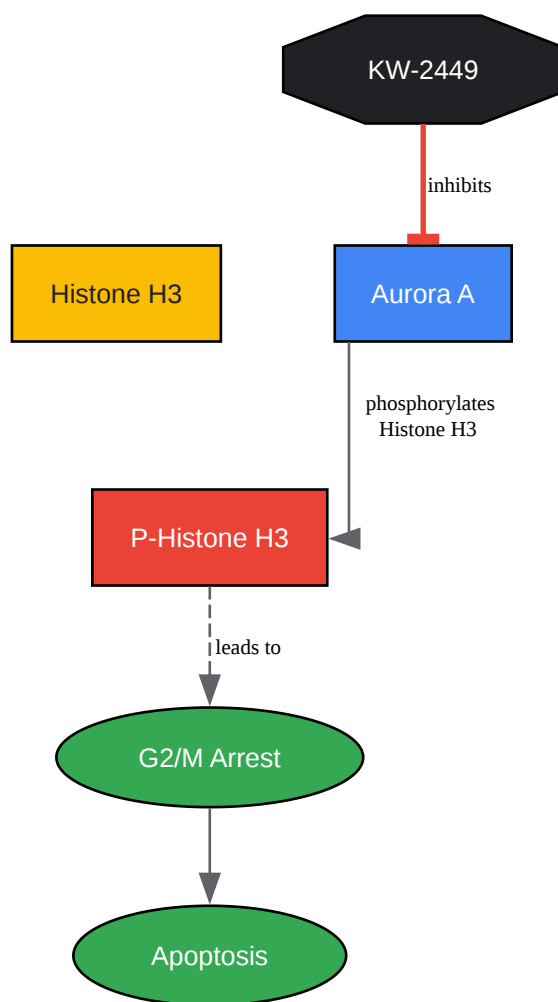 KW-2449
inhibits
Histone H3
Aurora A
phosphorylates
Histone H3
P-Histone H3
leads to
G2/M Arrest
Apoptosis